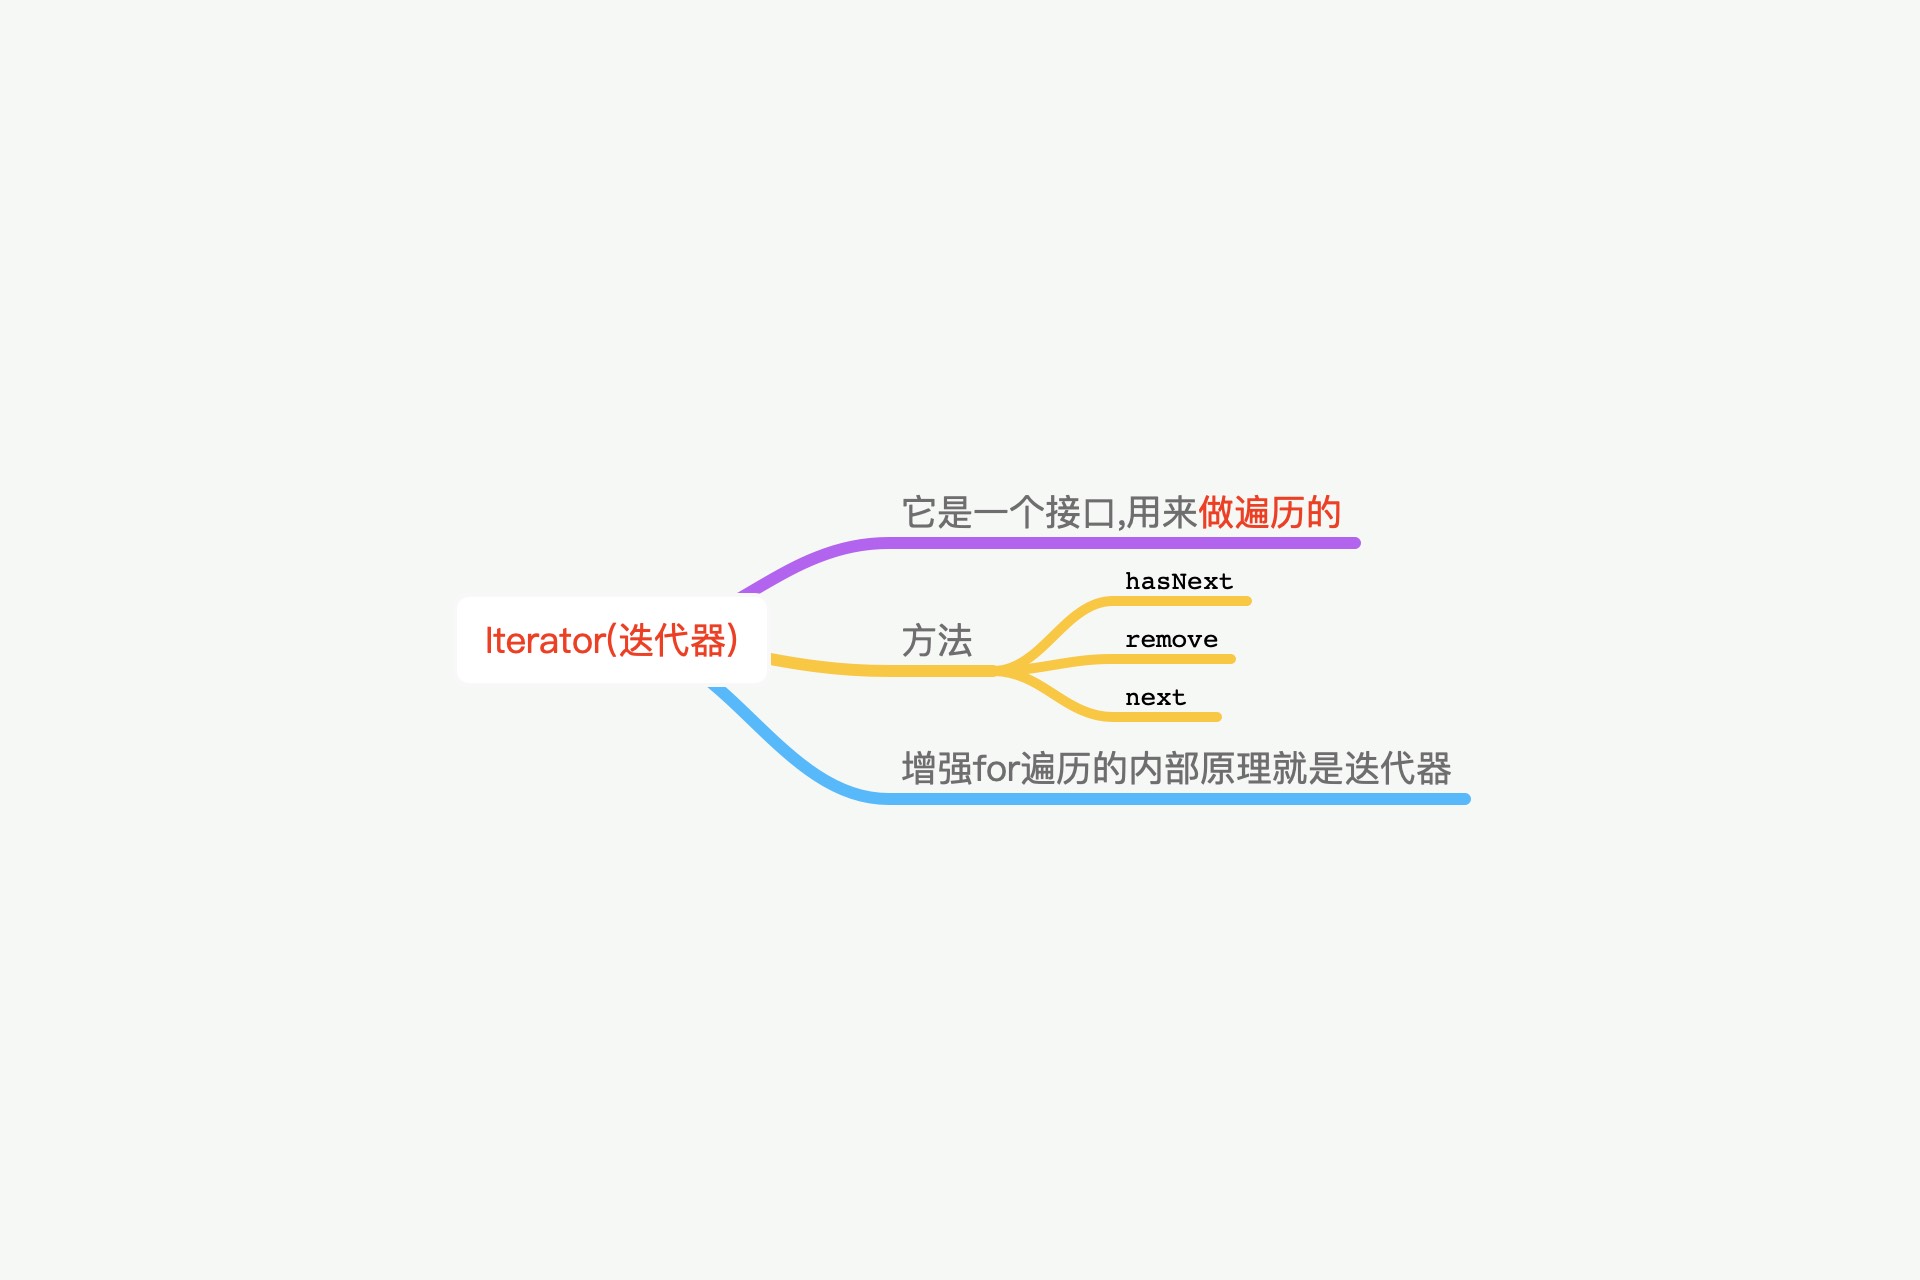 Iterator(迭代器)
它是一个接口,用来做遍历的
方法
hasNext
remove
next
增强for遍历的内部原理就是迭代器